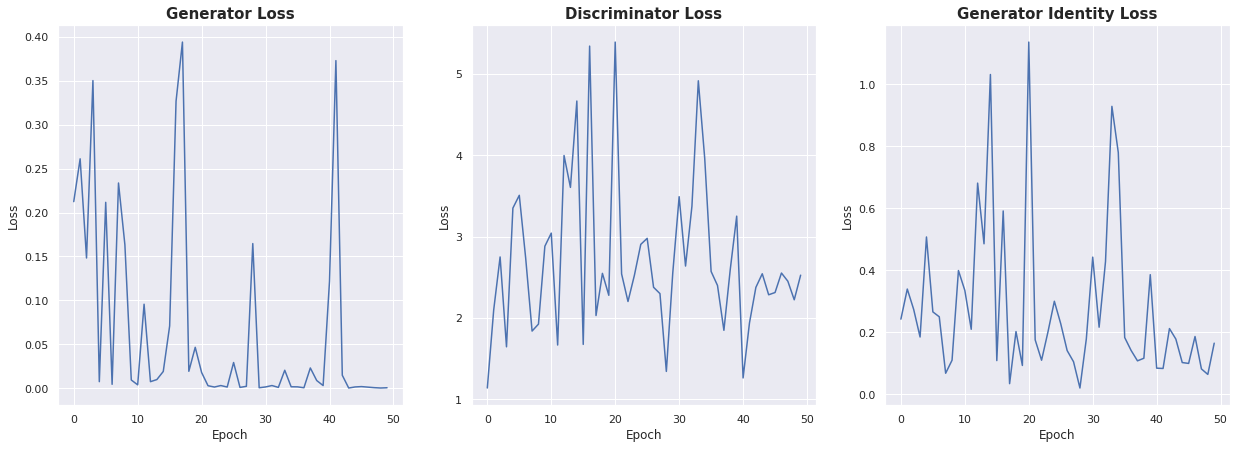 Generator Loss
Loss
0.40
0.35
0.30
0.25
0.20
0.15
0.10
0.05
0.00
0 10 20 30 40 50
Epoch
Discriminator Loss
Loss
5
4
3
2
1
0 10 20 30 40 50
Epoch
Generator Identity Loss
Loss
1.0
0.8
0.6
0.4
0.2
0.0
0 10 20 30 40 50
Epoch